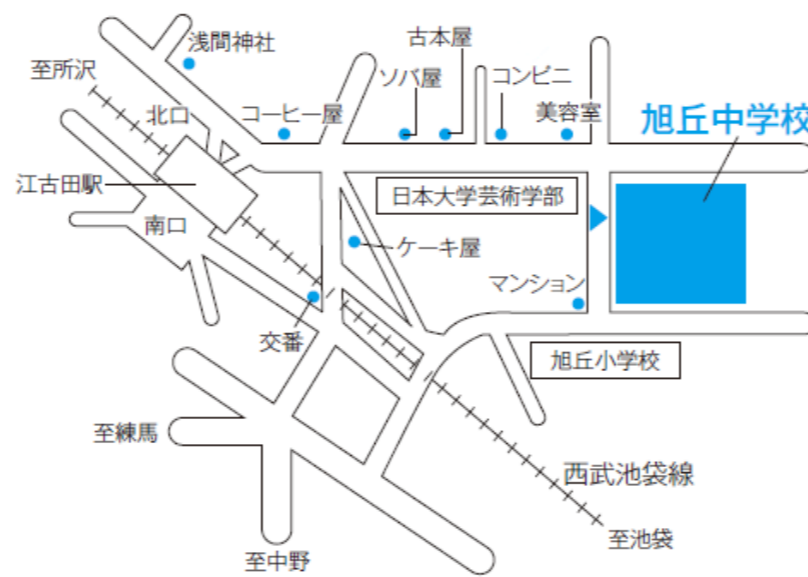 古本屋
浅間神社
ソバ屋
コンビニ
至所沢
北口
コーヒー屋
美容室
旭丘中学校
江古田駅
日本大学芸術学部
南口
ケーキ屋
マンション
交番
旭丘小学校
至練馬
西武池袋線
至池袋
至中野